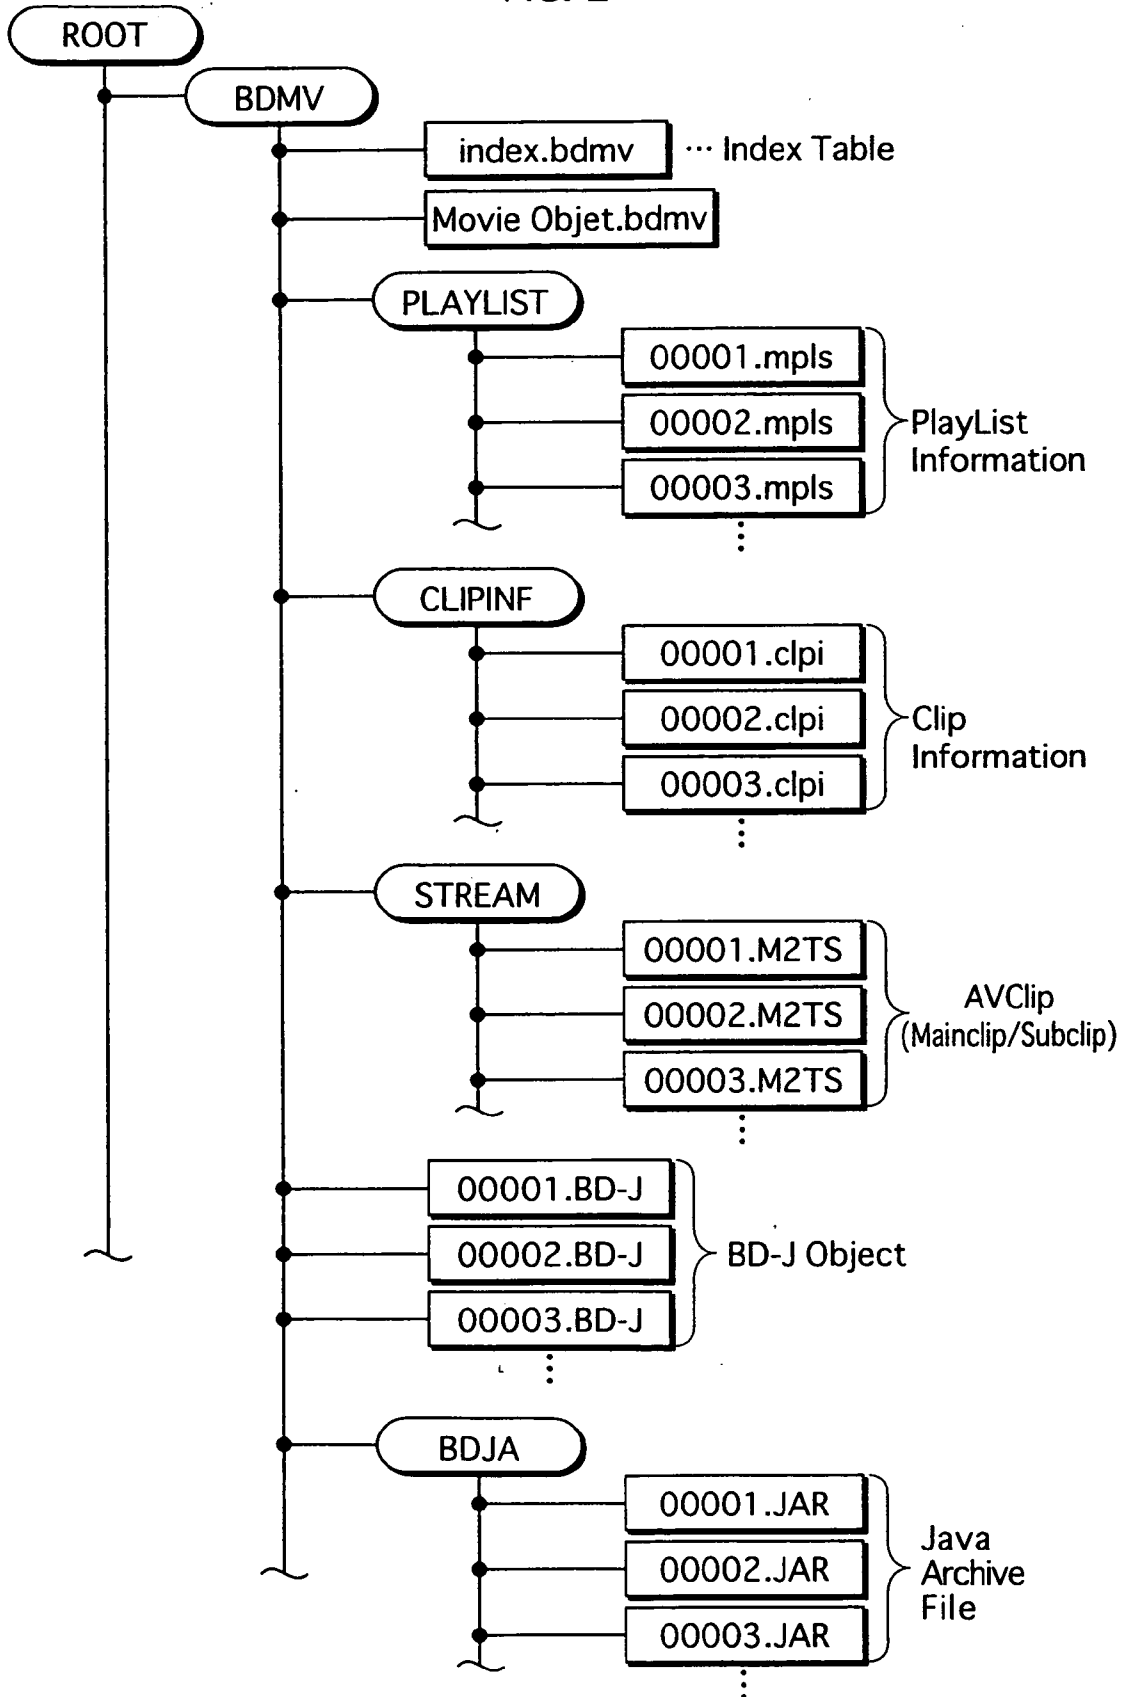 ROOT
BDMV
index.bdmv ... Index Table
Movie Objet.bdmv
PLAYLIST
00001.mpls
00002.mpls
00003.mpls
PlayList
Information
CLIPINF
00001.clpi
00002.clpi
00003.clpi
Clip
Information
STREAM
00001.M2TS
00002.M2TS
00003.M2TS
AVClip
(Mainclip/Subclip)
00001.BD-J
00002.BD-J
00003.BD-J
BD-J Object
BDJA
00001.JAR
00002.JAR
00003.JAR
Java
Archive
File